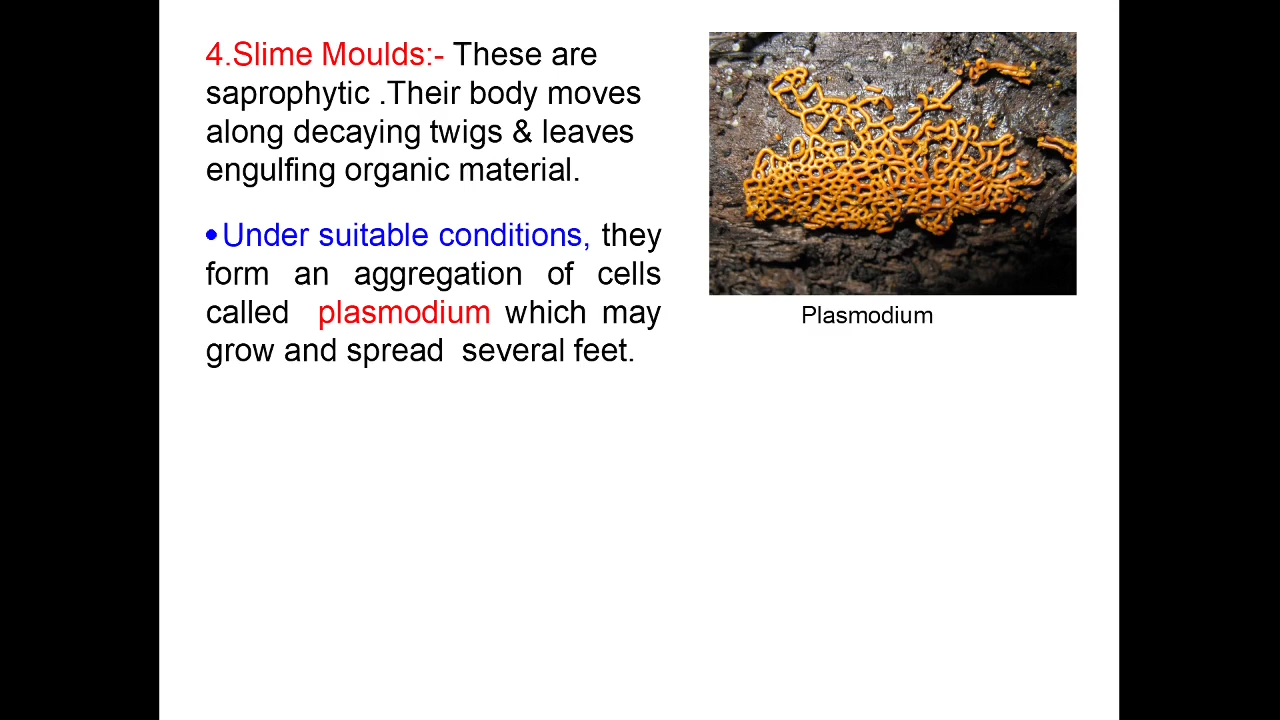 4.Slime Moulds:- These are
saprophytic .Their body moves
along decaying twigs & leaves
engulfing organic material.
•Under suitable conditions, they
form an aggregation of cells
called plasmodium which may
grow and spread several feet.
Plasmodium